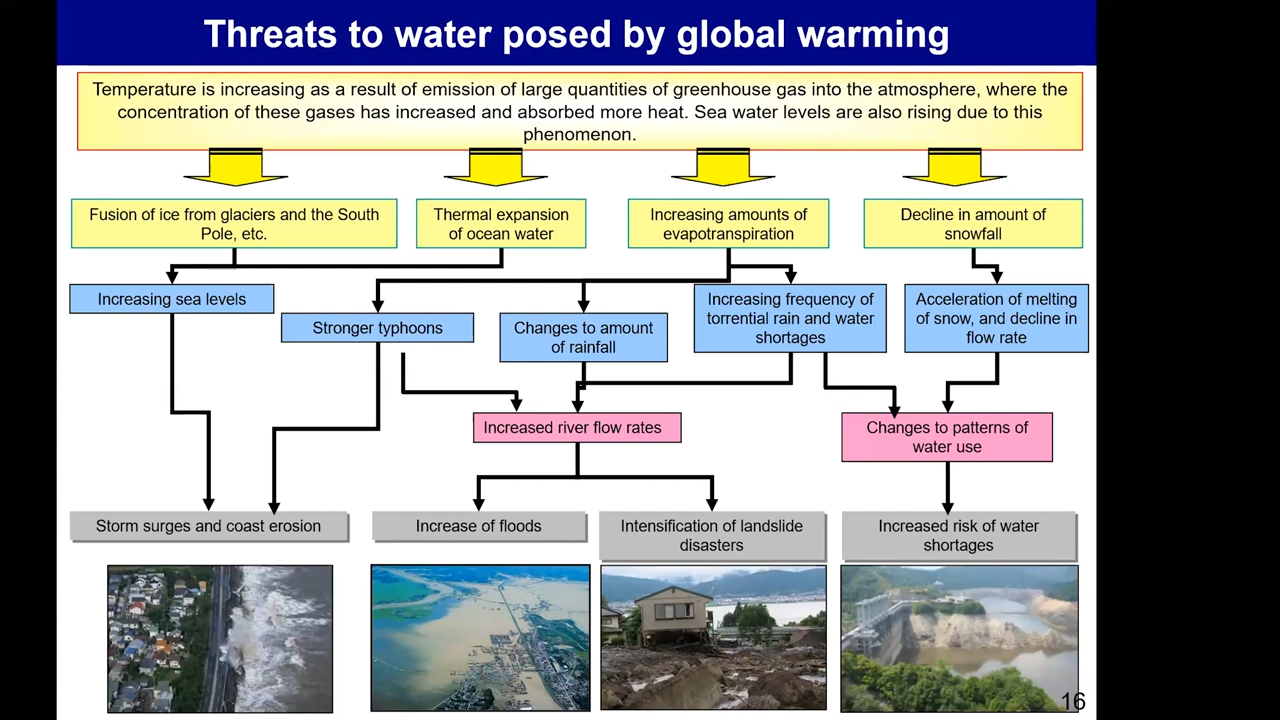 Threats to water posed by global warming
Temperature is increasing as a result of emission of large quantities of greenhouse gas into the atmosphere, where the
concentration of these gases has increased and absorbed more heat. Sea water levels are also rising due to this
phenomenon.
Fusion of ice from glaciers and the South
Pole, etc.
Thermal expansion
of ocean water
Increasing amounts of
evapotranspiration
Decline in amount of
snowfall
Increasing sea levels
Stronger typhoons
Changes to amount
of rainfall
Increasing frequency of
torrential rain and water
shortages
Acceleration of melting
of snow, and decline in
flow rate
Increased river flow rates
Changes to patterns of
water use
Storm surges and coast erosion
Increase of floods
Intensification of landslide
disasters
Increased risk of water
shortages
16